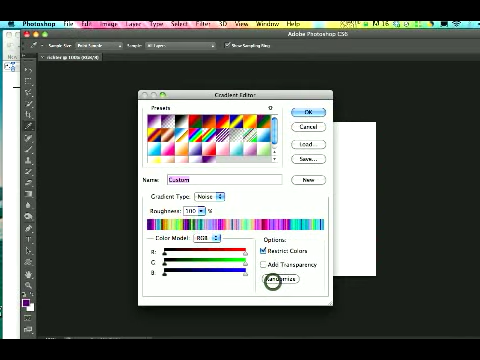 Photoshop File Edit Image Layer Type Select Filter 3D View Window Help
Adobe Photoshop CS6
Sample Size: Point Sample Sample: All Layers Show Sampling Ring
richter @ 100% (RGB/8)
Gradient Editor
Presets
OK
Cancel
Load...
Save...
Name: Custom
New
Gradient Type: Noise
Roughness: 100 %
Color Model: RGB
Options:
R:
Restrict Colors
G:
Add Transparency
B:
Randomize